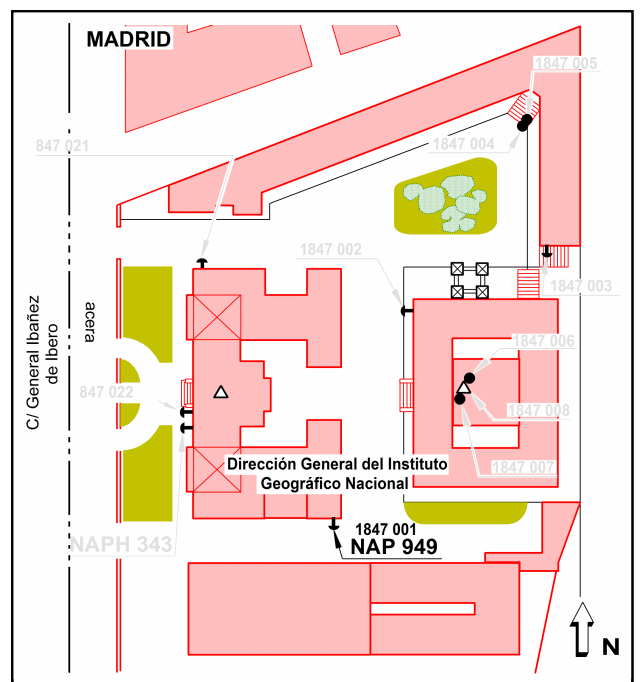 MADRID
1847 005
847 021
1847 004
1847 002
1847 003
C/ General Ibañez
de Ibero
acera
1847 006
847 022
1847 008
Dirección General del Instituto
Geográfico Nacional
1847 007
1847 001
NAPH 343
NAP 949
N